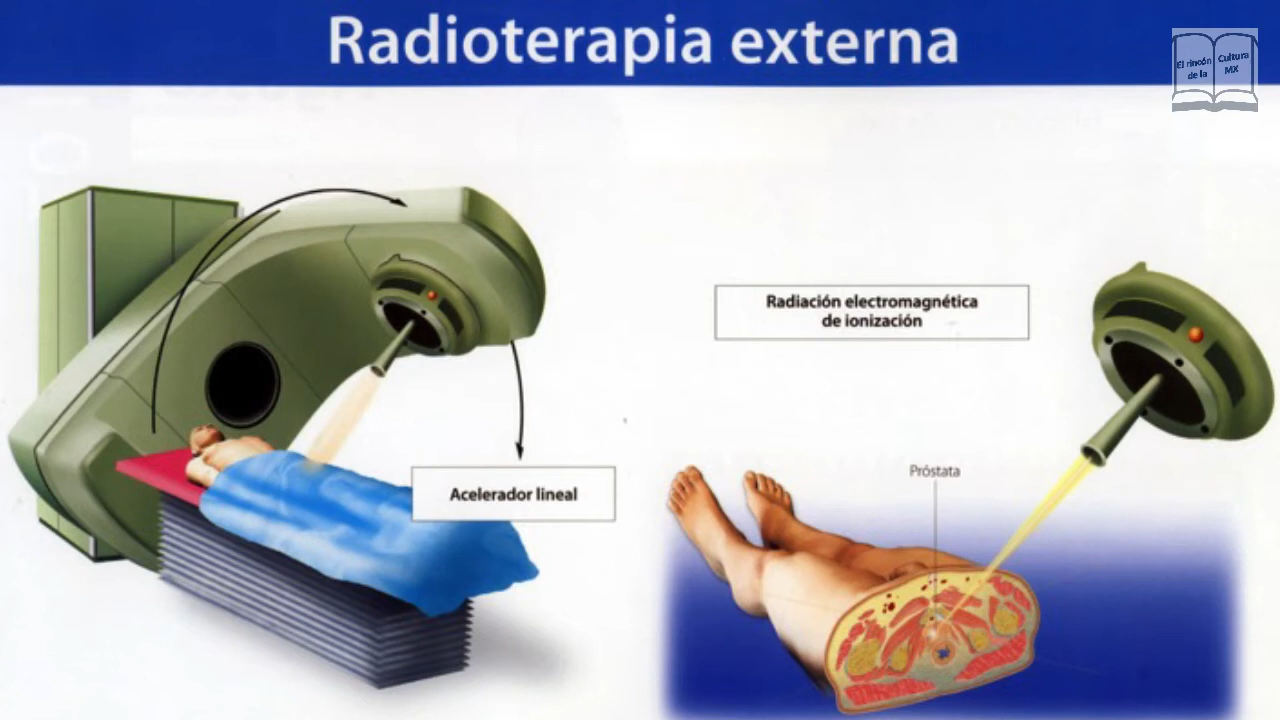 Radioterapia externa
El rincón
de la
Cultura
MX
Radiación electromagnética
de ionización
Próstata
Acelerador lineal